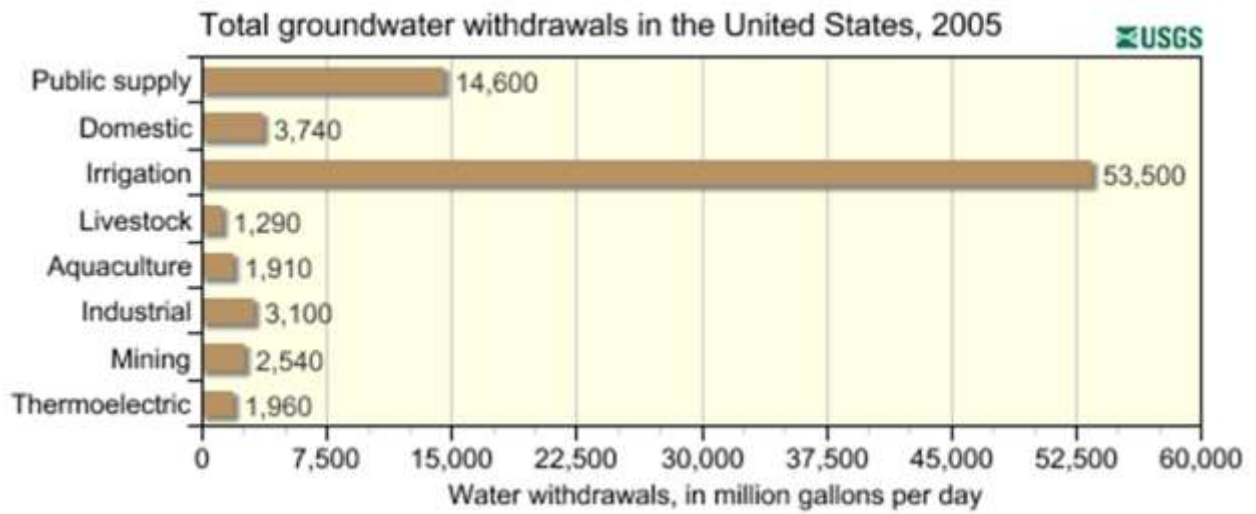 Total groundwater withdrawals in the United States, 2005
USGS
Public supply 14,600
Domestic 3,740
Irrigation 53,500
Livestock 1,290
Aquaculture 1,910
Industrial 3,100
Mining 2,540
Thermoelectric 1,960
0 7,500 15,000 22,500 30,000 37,500 45,000 52,500 60,000
Water withdrawals, in million gallons per day